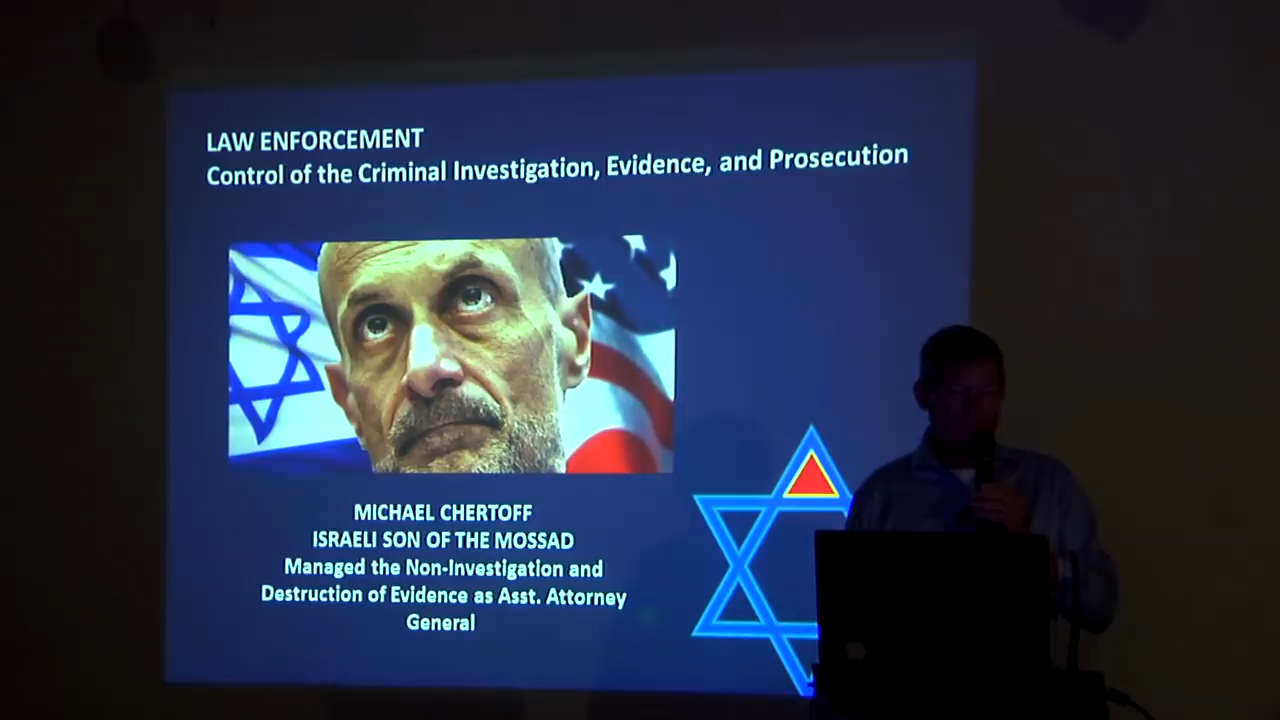 LAW ENFORCEMENT
Control of the Criminal Investigation, Evidence, and Prosecution
MICHAEL CHERTOFF
ISRAELI SON OF THE MOSSAD
Managed the Non-Investigation and
Destruction of Evidence as Asst. Attorney
General